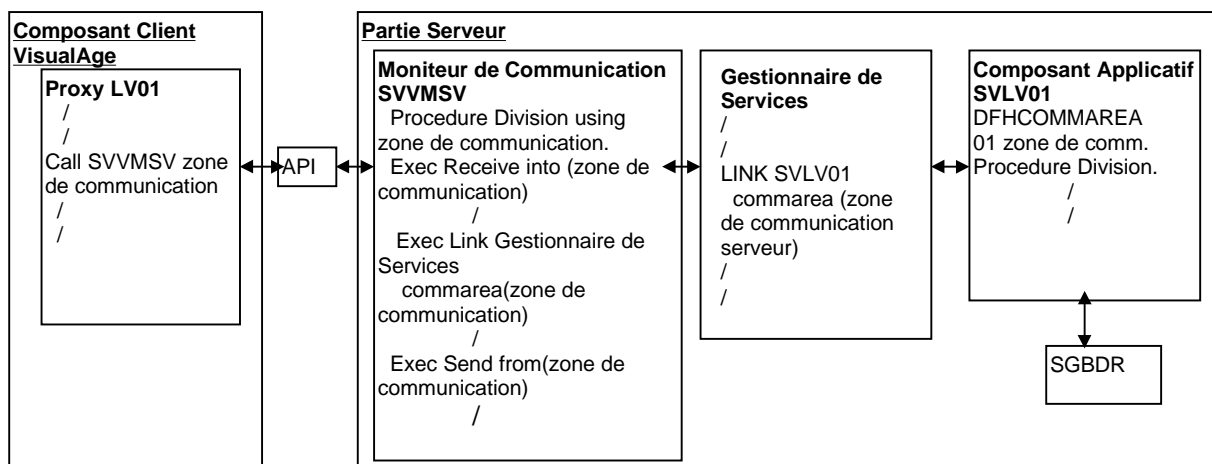 Composant Client
VisualAge
Proxy LV01
/
/
Call SVVMSV zone
de communication
/
/
API
Partie Serveur
Moniteur de Communication
SVVMSV
Procedure Division using
zone de communication.
Exec Receive into (zone de
communication)
/
Exec Link Gestionnaire de
Services
commarea(zone de
communication)
/
Exec Send from(zone de
communication)
/
Gestionnaire de
Services
/
/
LINK SVLV01
commarea (zone
de communication
serveur)
/
/
Composant Applicatif
SVLV01
DFHCOMMAREA
01 zone de comm.
Procedure Division.
/
/
SGBDR